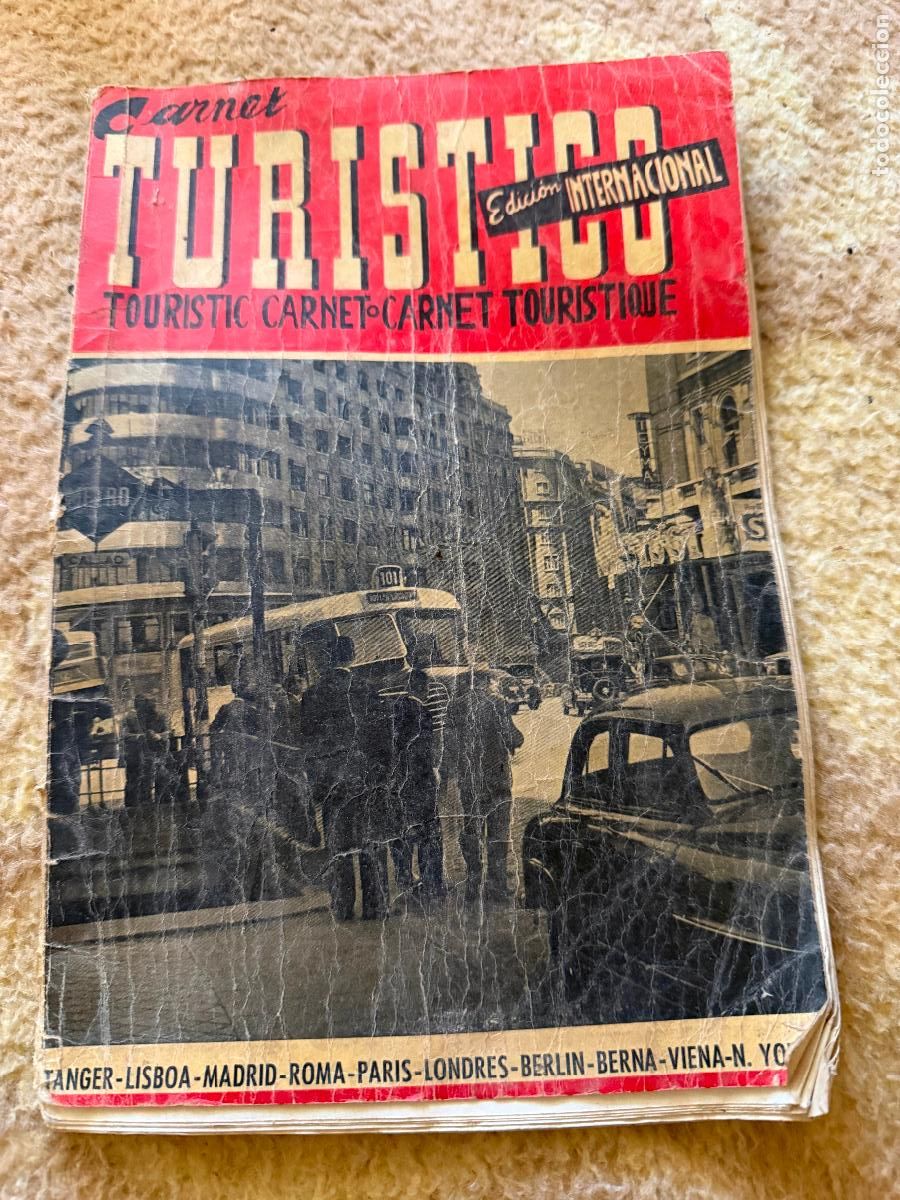 Carnet
TURISTICO
Edición INTERNACIONAL
TOURISTIC CARNET-CARNET TOURISTIQUE
CALLAO
101
TANGER-LISBOA-MADRID-ROMA-PARIS-LONDRES-BERLIN-BERNA-VIENA-N. YO
todocoleccion